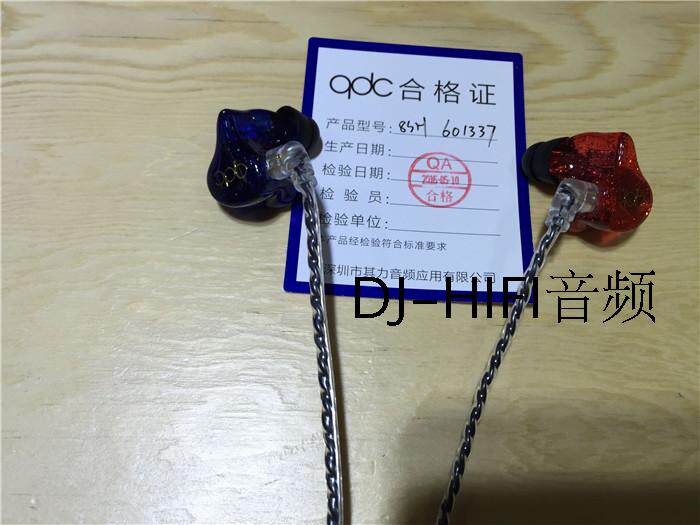 qdc 合格证
产品型号: 8SH 601337
生产日期:
检验日期:
QA
2016-05-10
合格
检验员:
检验单位:
产品经检验符合标准要求
深圳市其力音频应用有限公司
DJ-HIFI音频
qdc